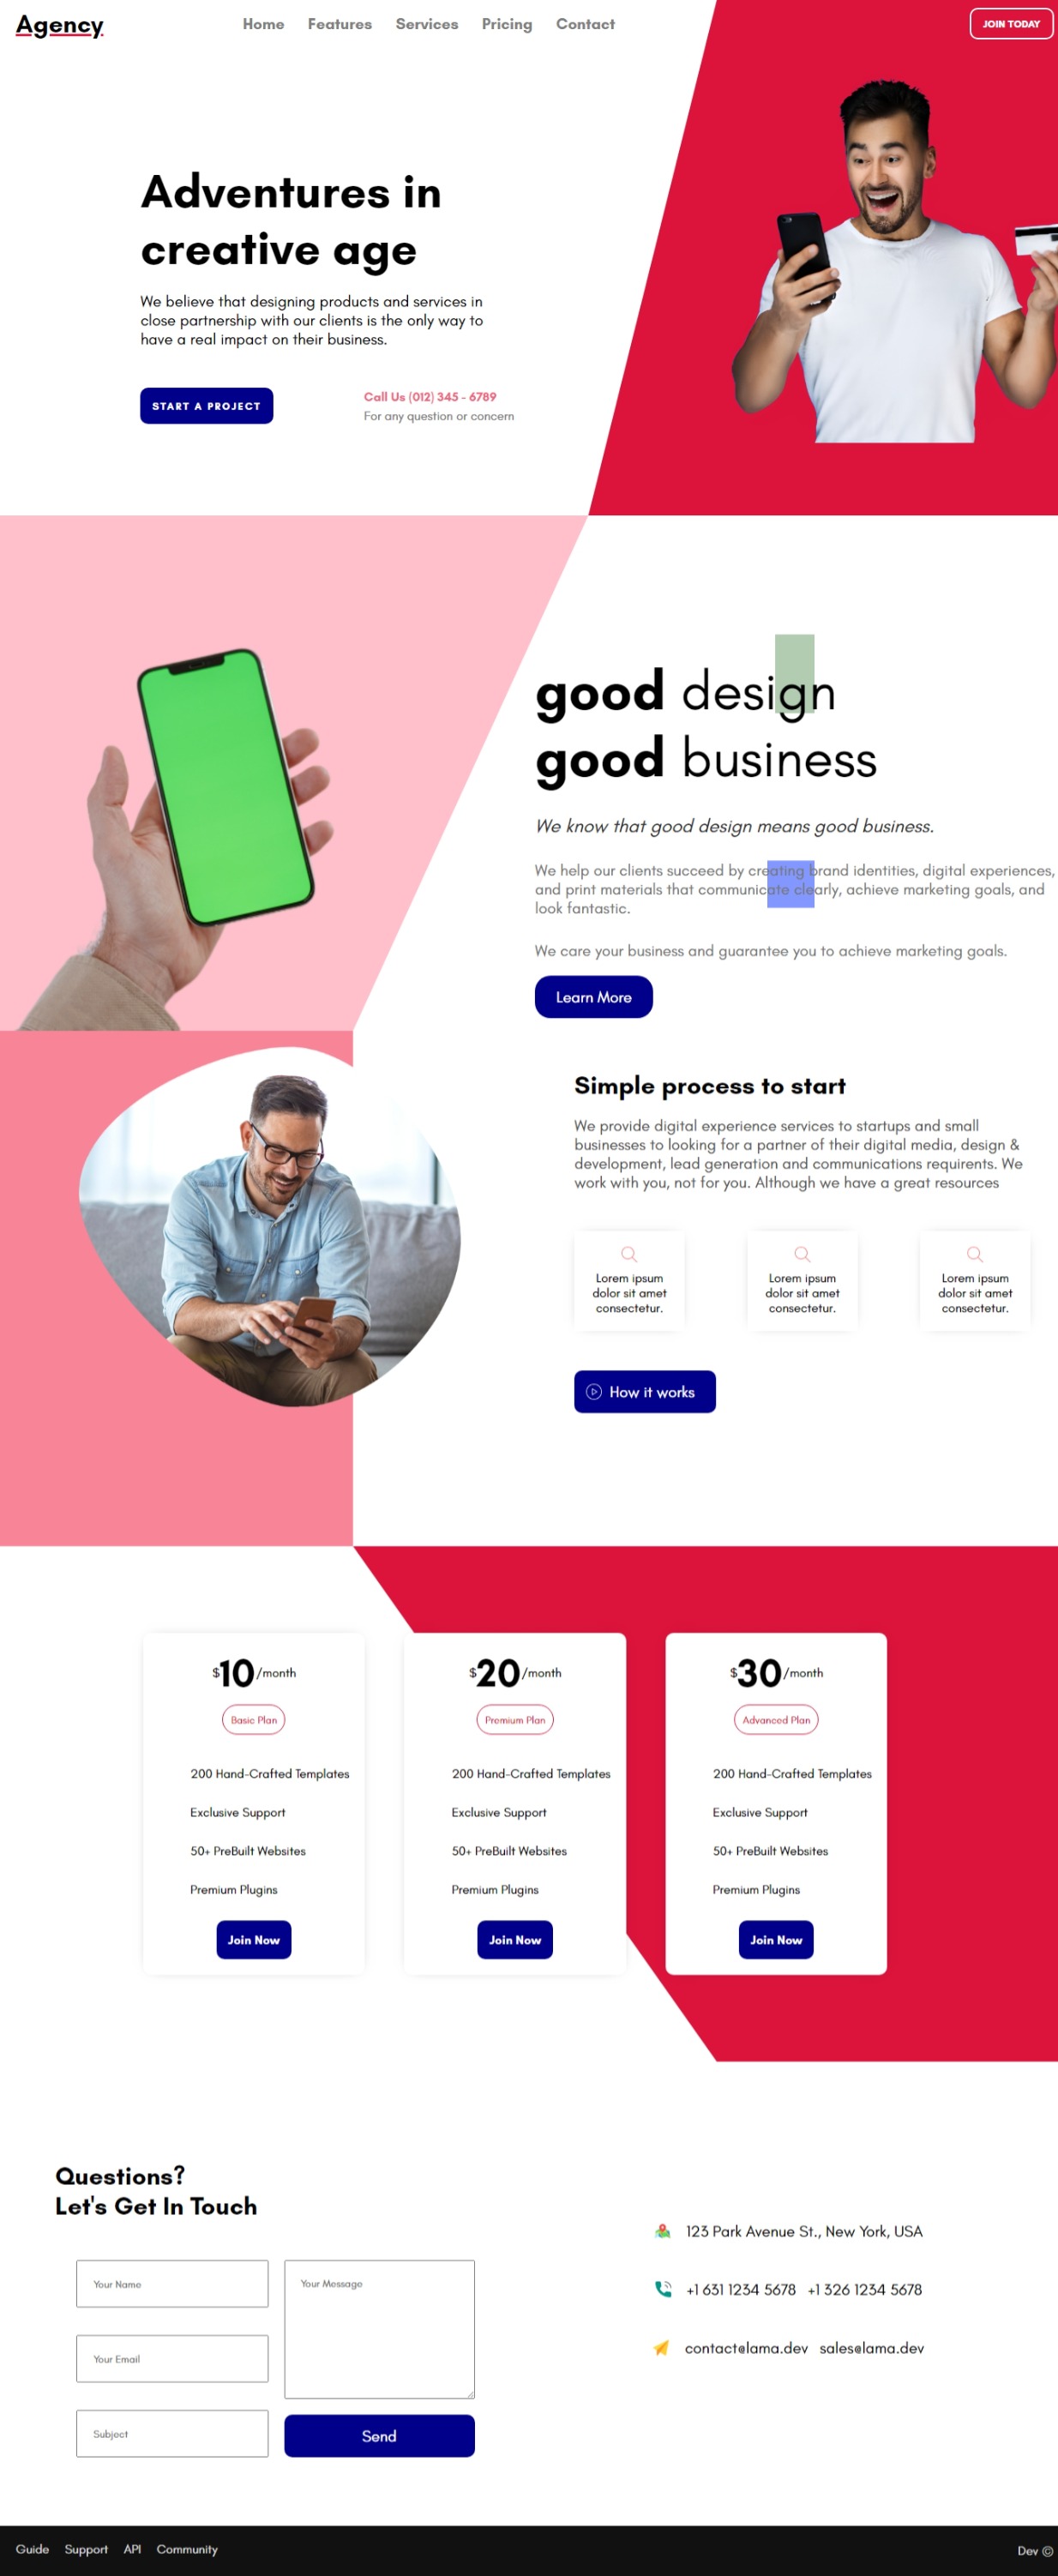 Agency.
Home Features Services Pricing Contact
JOIN TODAY
Adventures in
creative age
We believe that designing products and services in
close partnership with our clients is the only way to
have a real impact on their business.
START A PROJECT
Call Us (012) 345 - 6789
For any question or concern
good design
good business
We know that good design means good business.
We help our clients succeed by creating brand identities, digital experiences,
and print materials that communicate clearly, achieve marketing goals, and
look fantastic.
We care your business and guarantee you to achieve marketing goals.
Learn More
Simple process to start
We provide digital experience services to startups and small
businesses to looking for a partner of their digital media, design &
development, lead generation and communications requirents. We
work with you, not for you. Although we have a great resources
Lorem ipsum
dolor sit amet
consectetur.
Lorem ipsum
dolor sit amet
consectetur.
Lorem ipsum
dolor sit amet
consectetur.
How it works
$10/month
Basic Plan
200 Hand-Crafted Templates
Exclusive Support
50+ PreBuilt Websites
Premium Plugins
Join Now
$20/month
Premium Plan
200 Hand-Crafted Templates
Exclusive Support
50+ PreBuilt Websites
Premium Plugins
Join Now
$30/month
Advanced Plan
200 Hand-Crafted Templates
Exclusive Support
50+ PreBuilt Websites
Premium Plugins
Join Now
Questions?
Let's Get In Touch
Your Name
Your Email
Subject
Your Message
Send
123 Park Avenue St., New York, USA
+1 631 1234 5678 +1 326 1234 5678
contact@lama.dev sales@lama.dev
Guide Support API Community
Dev ©